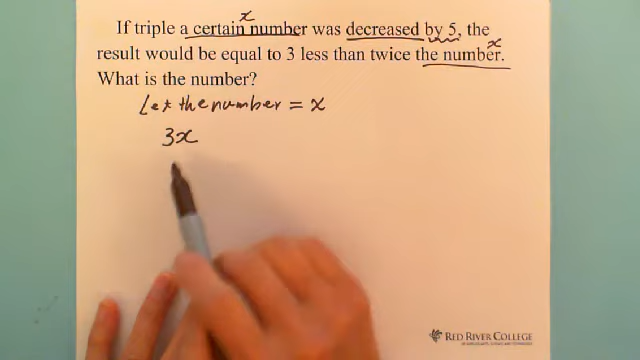 x
If triple a certain number was decreased by 5, the
x
result would be equal to 3 less than twice the number.
What is the number?
Let the number = x
3x
RED RIVER COLLEGE